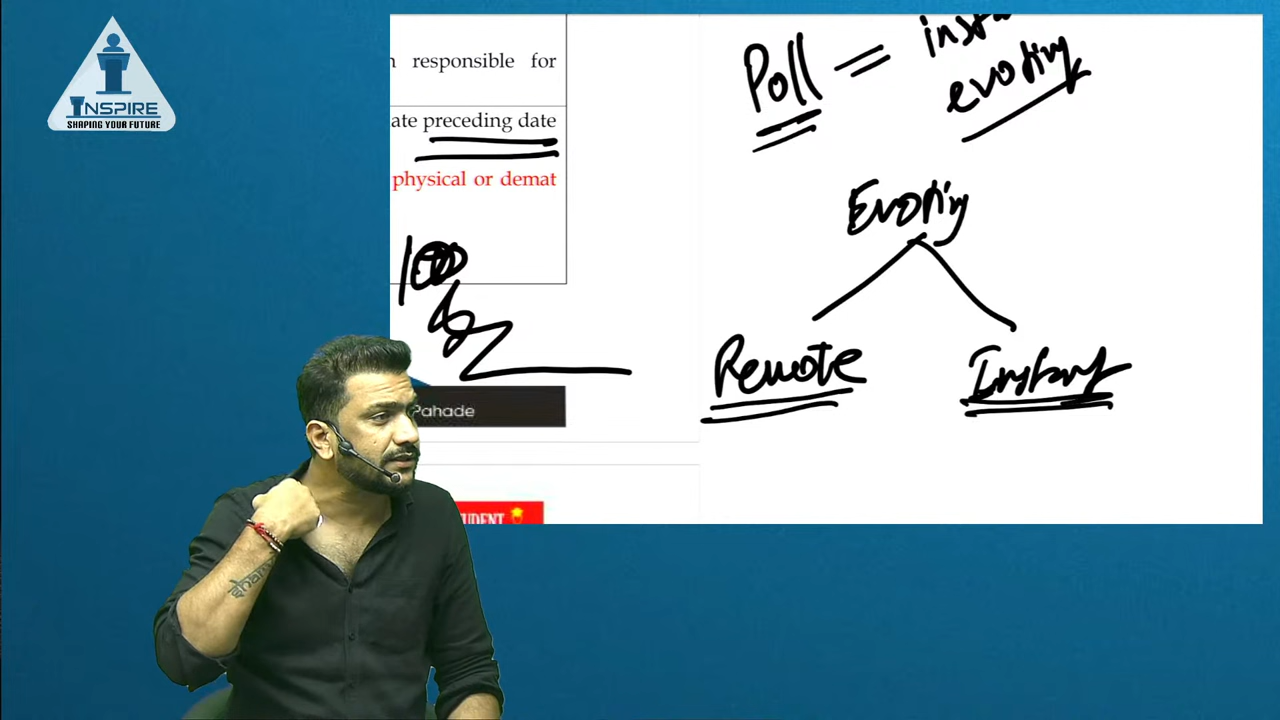 INSPIRE
SHAPING YOUR FUTURE
responsible for
ate preceding date
physical or demat
100
Pahade
UDENT
Poll = insta
evoting
Evoting
Remote
Instant